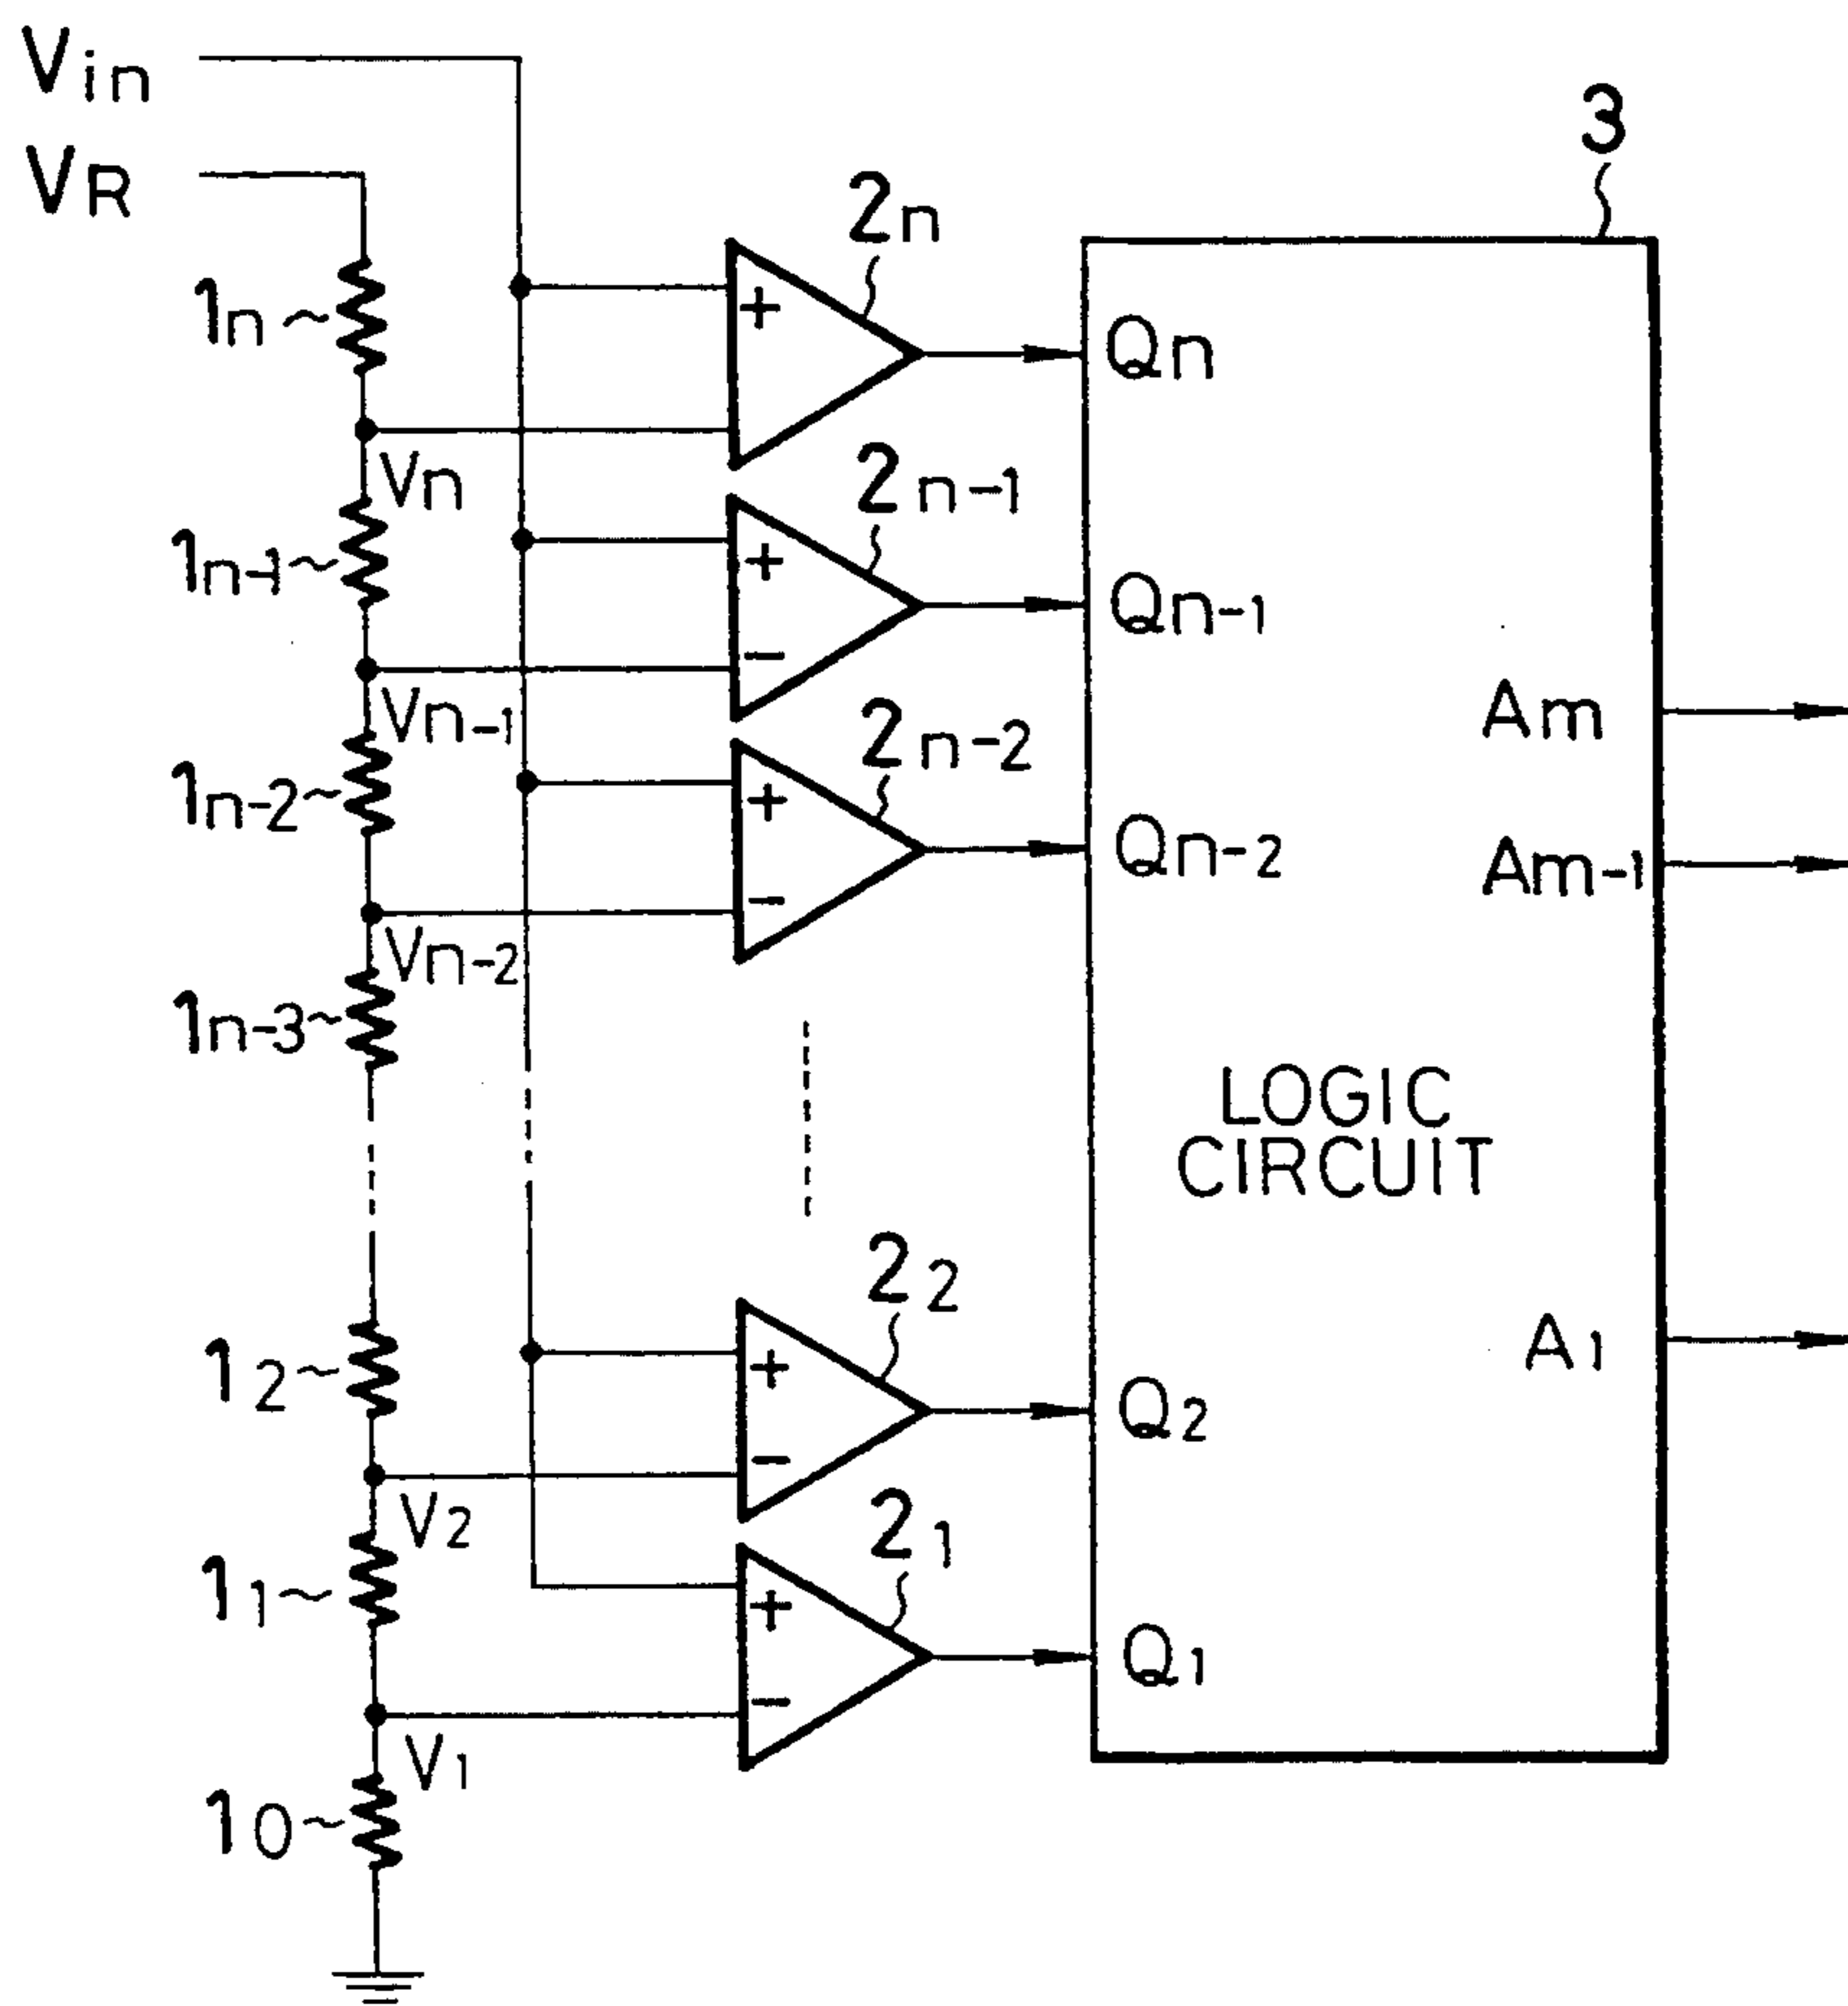 Vin
VR
3
2n
1n
+
Qn
Vn
2n-1
1n-1
+
Qn-1
−
Vn-1
2n-2
Am
1n-2
+
Qn-2
Am-1
−
Vn-2
1n-3
LOGIC
CIRCUIT
22
12
+
A1
Q2
−
V2
21
11
+
Q1
−
V1
10